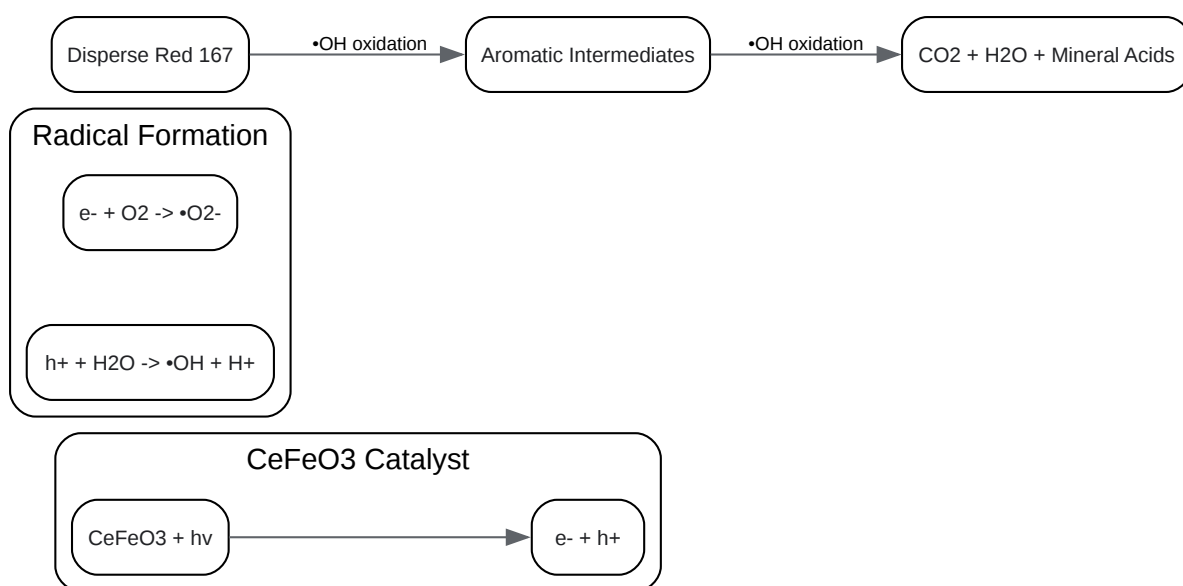 Disperse Red 167
•OH oxidation
Aromatic Intermediates
•OH oxidation
CO2 + H2O + Mineral Acids
Radical Formation
e- + O2 -> •O2-
h+ + H2O -> •OH + H+
CeFeO3 Catalyst
CeFeO3 + hv
e- + h+